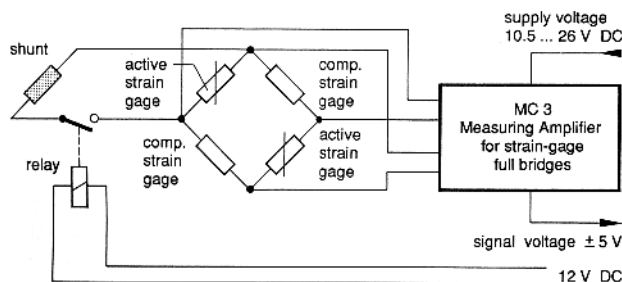 supply voltage
10.5 ... 26 V DC
shunt
active
strain
gage
comp.
strain
gage
MC 3
Measuring Amplifier
for strain-gage
full bridges
comp.
strain
gage
active
strain
gage
relay
signal voltage ± 5 V
12 V DC